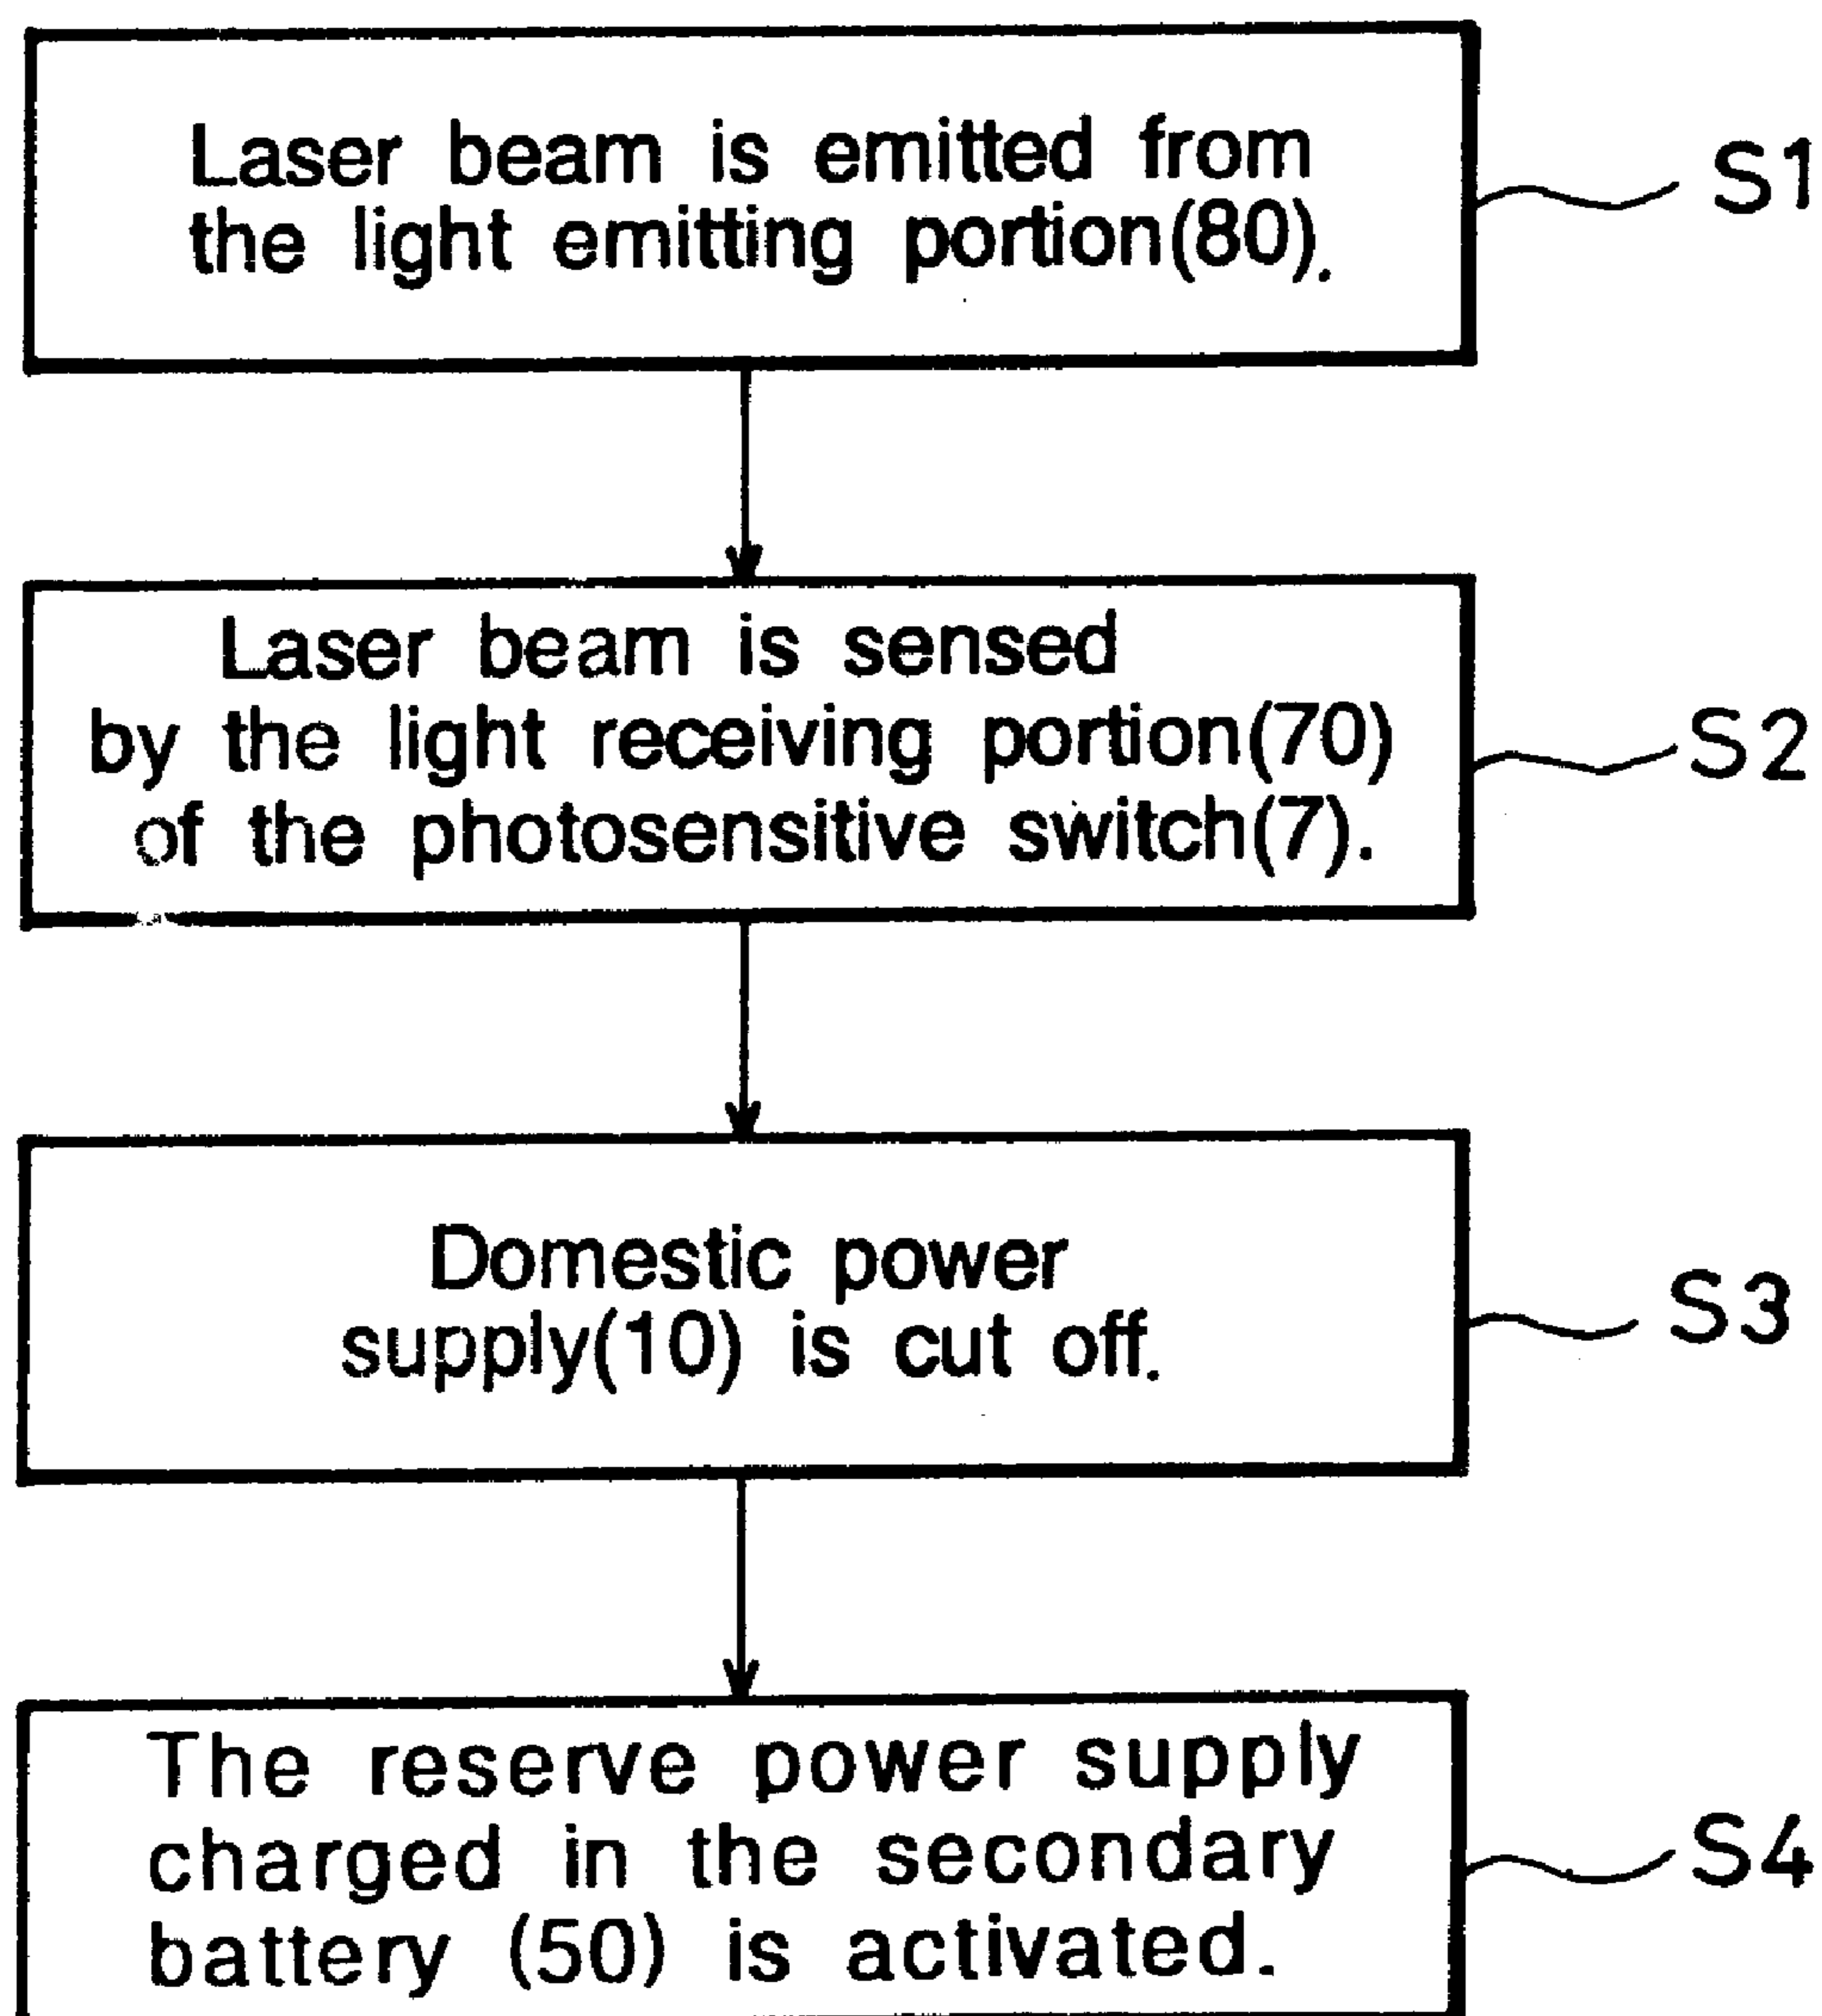 Laser beam is emitted from
the light emitting portion(80).
S1
Laser beam is sensed
by the light receiving portion(70)
of the photosensitive switch(7).
S2
Domestic power
supply(10) is cut off.
S3
The reserve power supply
charged in the secondary
battery (50) is activated.
S4